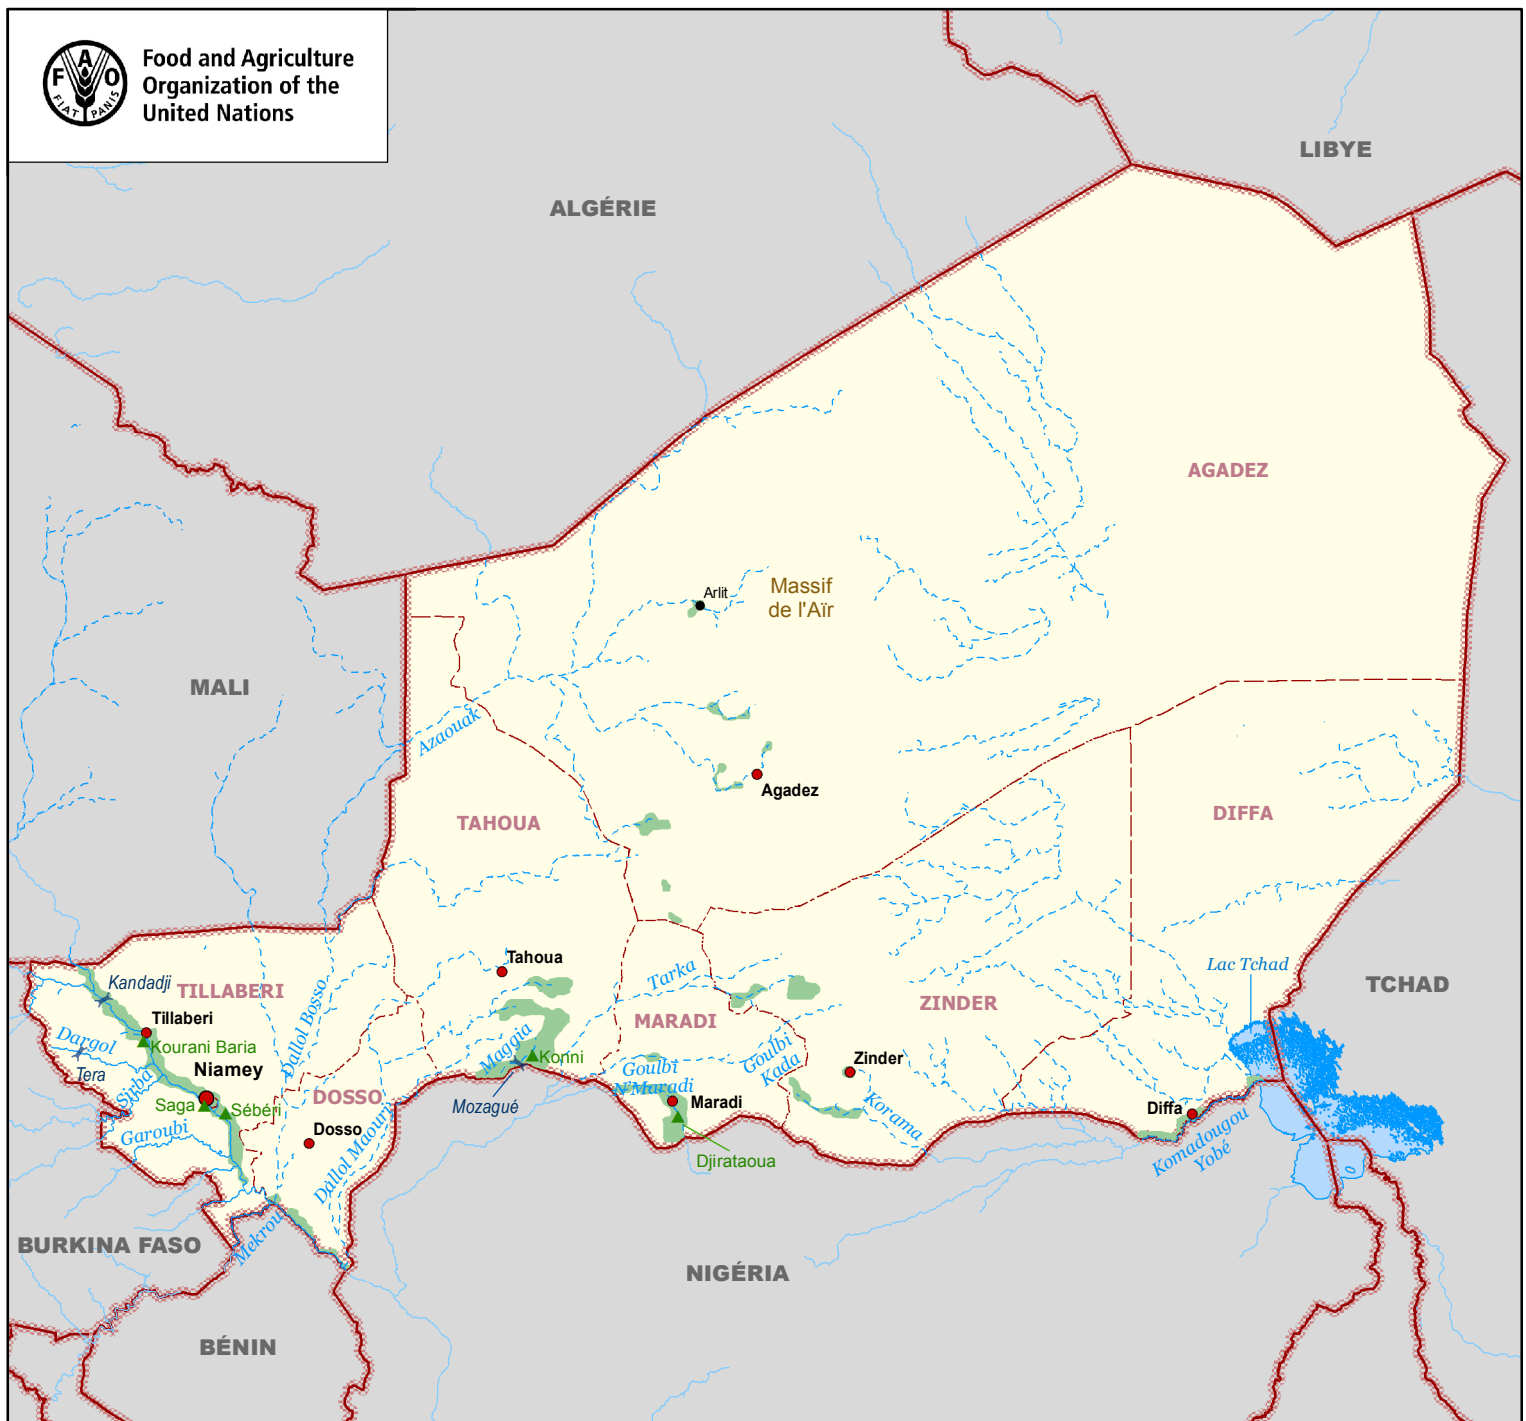 FAO
FIAT PANIS
Food and Agriculture
Organization of the
United Nations
LIBYE
ALGÉRIE
AGADEZ
Arlit
Massif
de l'Aïr
MALI
Azaouak
Agadez
TAHOUA
DIFFA
Tahoua
Lac Tchad
Tarka
TCHAD
Kandadji
TILLABERI
Dallol Bosso
ZINDER
MARADI
Tillaberi
Dargol
Kourani Baria
Maggia
Konni
Goulbi
Kada
Zinder
Tera
Niamey
Goulbi
N'Maradi
Sirba
DOSSO
Saga
Sébéri
Mozagué
Maradi
Korama
Diffa
Garoubi
Dosso
Dallol Maouri
Djirataoua
Komadougou
Yobé
BURKINA FASO
Mekrou
NIGÉRIA
BÉNIN